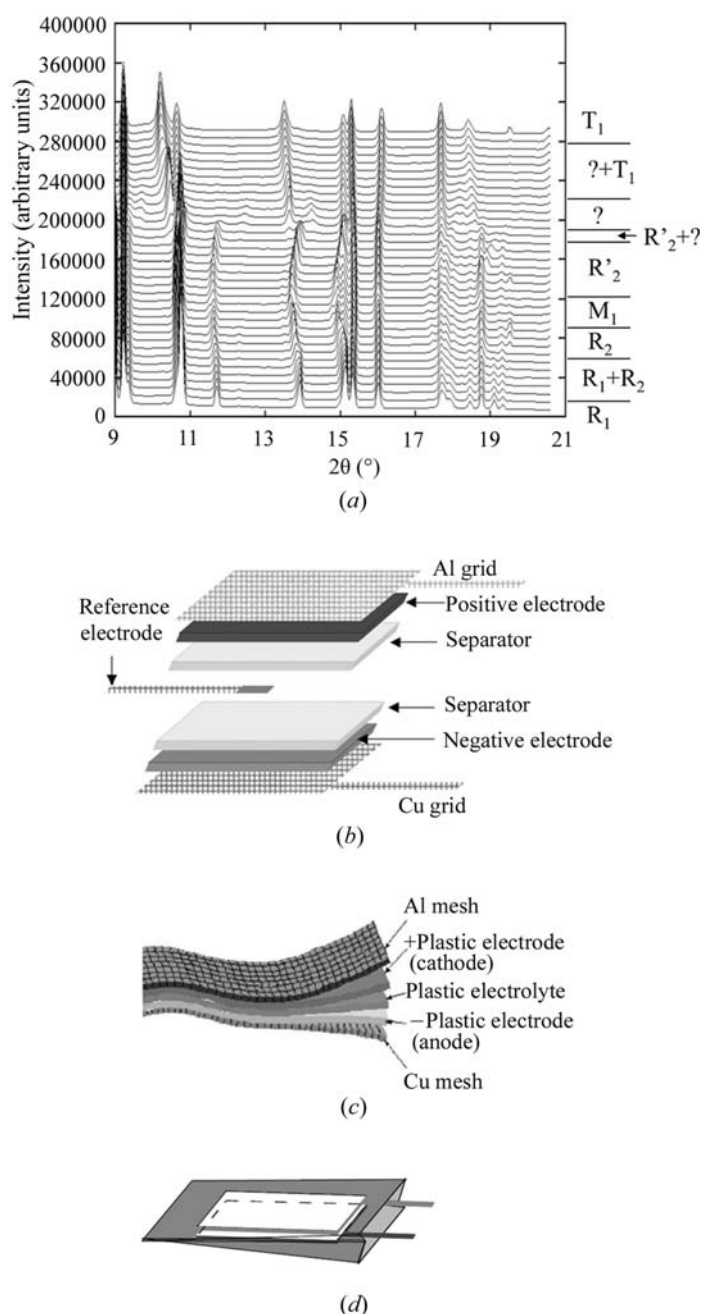 400000
360000
320000
280000
240000
200000
160000
120000
80000
40000
0
Intensity (arbitrary units)
9 11 13 15 17 19 21
2θ (°)
T₁
?+T₁
?
R'₂+?
R'₂
M₁
R₂
R₁+R₂
R₁
(a)
Al grid
Reference
electrode
Positive electrode
Separator
Separator
Negative electrode
Cu grid
(b)
Al mesh
+Plastic electrode
(cathode)
Plastic electrolyte
−Plastic electrode
(anode)
Cu mesh
(c)
(d)